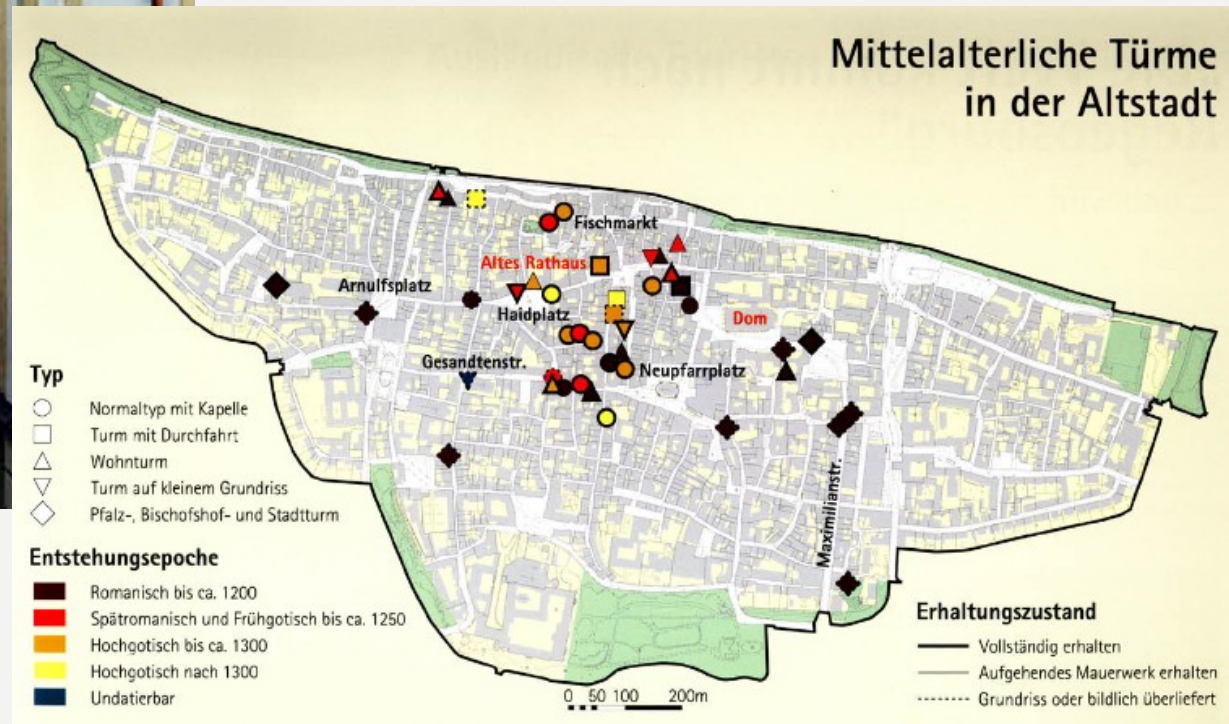 Mittelalterliche Türme
in der Altstadt
Fischmarkt
Altes Rathaus
Arnulfsplatz
Haidplatz
Dom
Gesandtenstr.
Neupfarrplatz
Maximilianstr.
Typ
Normaltyp mit Kapelle
Turm mit Durchfahrt
Wohnturm
Turm auf kleinem Grundriss
Pfalz-, Bischofshof- und Stadtturm
Entstehungsepoche
Romanisch bis ca. 1200
Spätromanisch und Frühgotisch bis ca. 1250
Hochgotisch bis ca. 1300
Hochgotisch nach 1300
Undatierbar
0 50 100 200m
Erhaltungszustand
Vollständig erhalten
Aufgehendes Mauerwerk erhalten
Grundriss oder bildlich überliefert